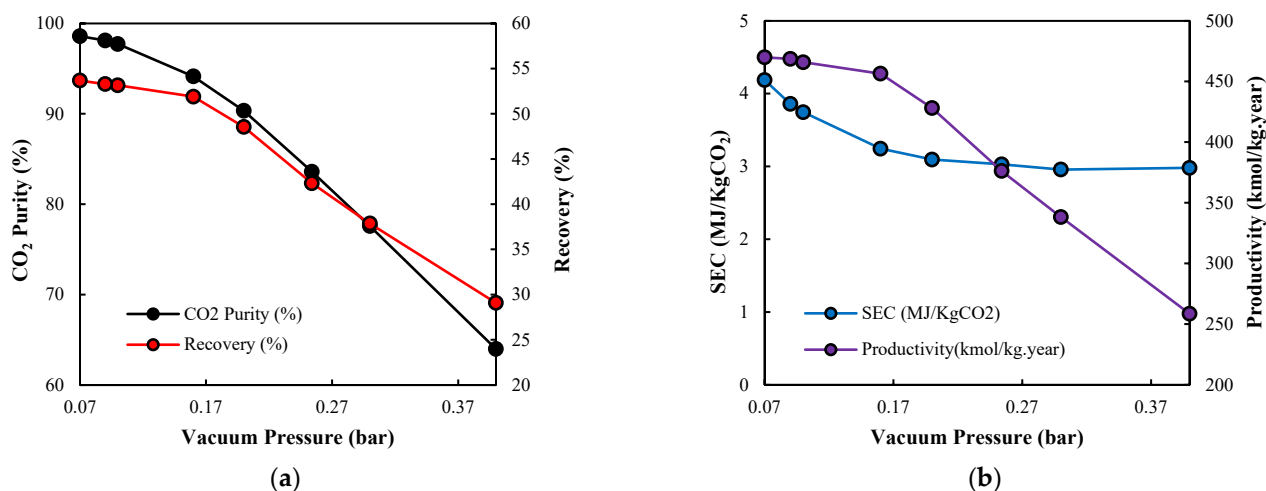 100
90
80
70
60
CO₂ Purity (%)
60
55
50
45
40
35
30
25
20
Recovery (%)
CO2 Purity (%)
Recovery (%)
0.07
0.17
0.27
0.37
Vacuum Pressure (bar)
(a)
5
4
3
2
1
0
SEC (MJ/KgCO₂)
500
450
400
350
300
250
200
Productivity (kmol/kg.year)
SEC (MJ/KgCO2)
Productivity(kmol/kg.year)
0.07
0.17
0.27
0.37
Vacuum Pressure (bar)
(b)